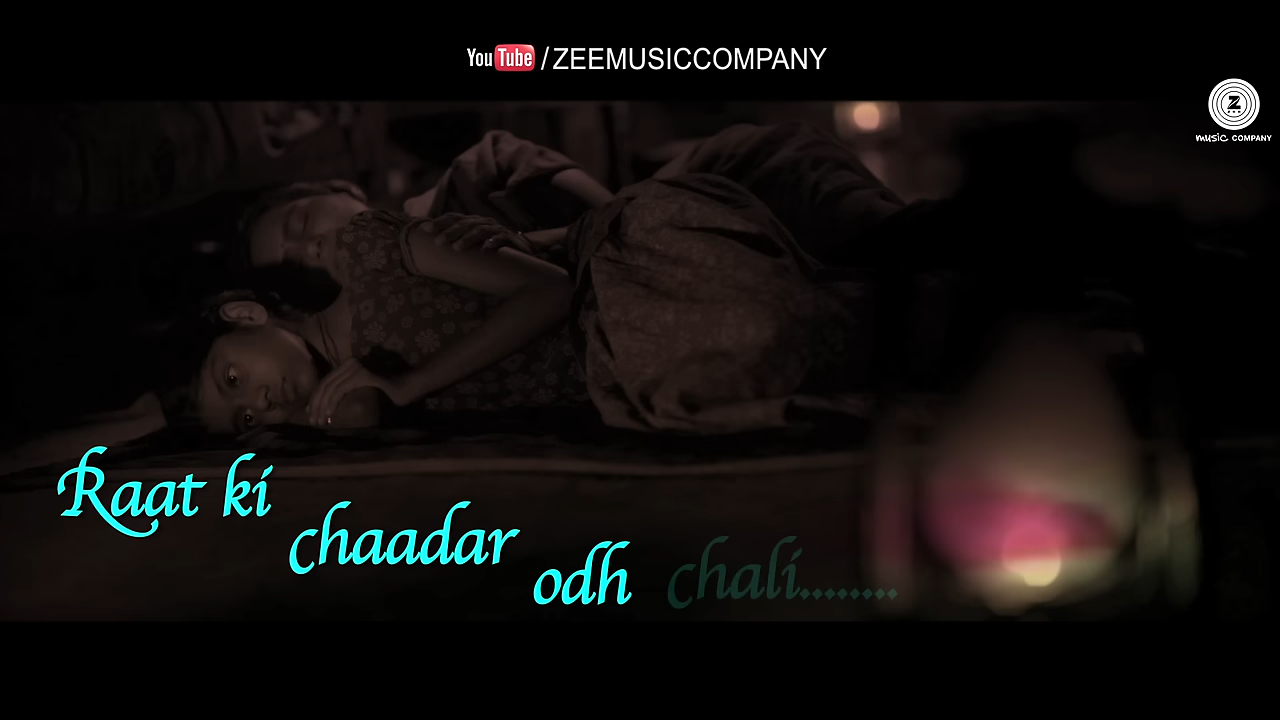 YouTube /ZEEMUSICCOMPANY
Z
music COMPANY
Raat ki
chaadar
odh chali........